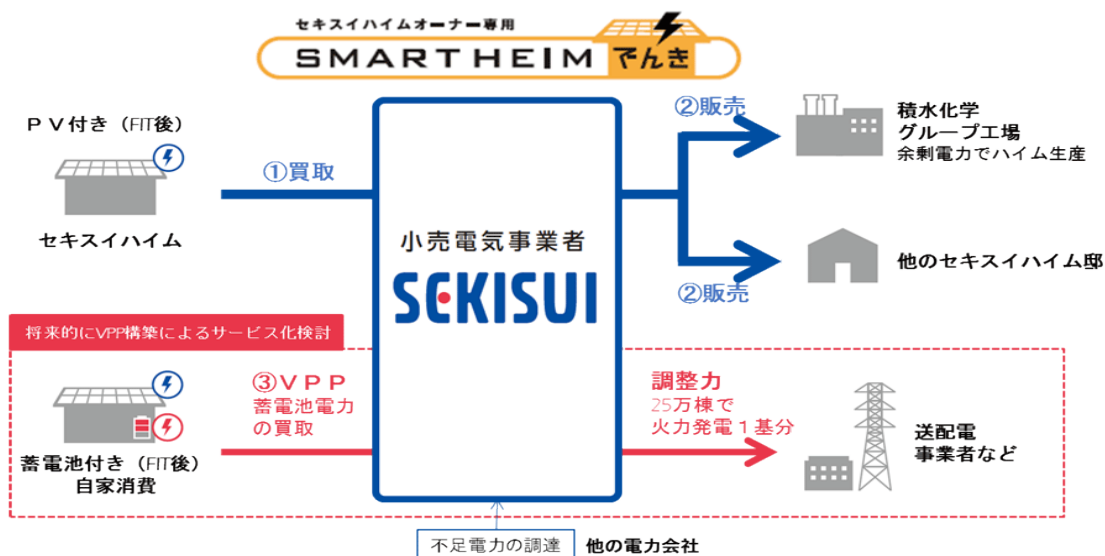 セキスイハイムオーナー専用
SMART HEIM でんき
PV付き（FIT後）
セキスイハイム
①買取
小売電気事業者
SEKISUI
②販売
積水化学
グループ工場
余剰電力でハイム生産
②販売
他のセキスイハイム邸
将来的にVPP構築によるサービス化検討
蓄電池付き（FIT後）
自家消費
③VPP
蓄電池電力
の買取
調整力
25万棟で
火力発電１基分
送配電
事業者など
不足電力の調達
他の電力会社